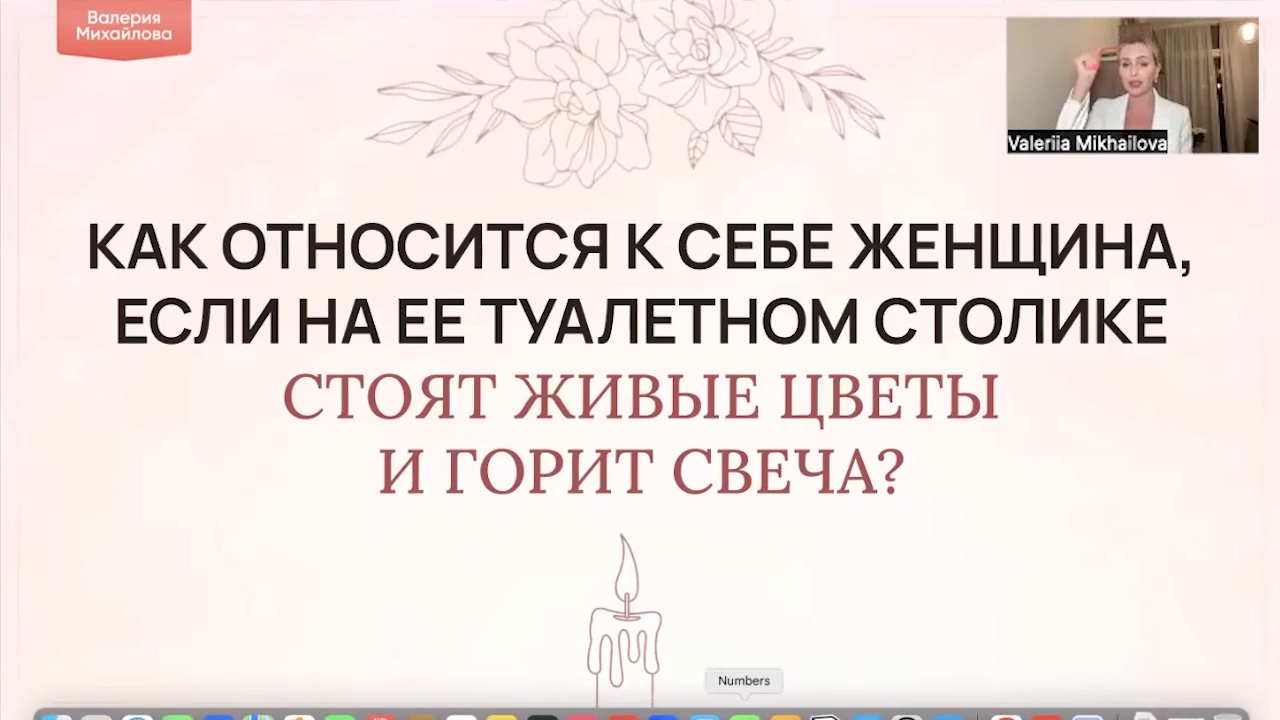 Валерия
Михайлова
Valeriia Mikhailova
КАК ОТНОСИТСЯ К СЕБЕ ЖЕНЩИНА,
ЕСЛИ НА ЕЕ ТУАЛЕТНОМ СТОЛИКЕ
СТОЯТ ЖИВЫЕ ЦВЕТЫ
И ГОРИТ СВЕЧА?
Numbers